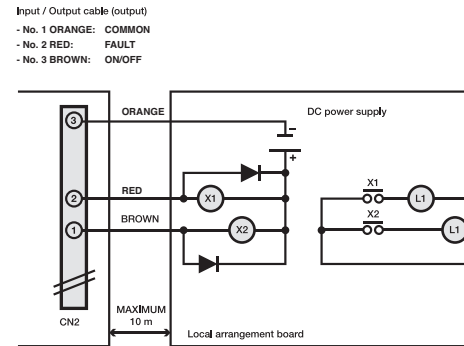 Input / Output cable (output)
- No. 1 ORANGE: COMMON
- No. 2 RED: FAULT
- No. 3 BROWN: ON/OFF
ORANGE
DC power supply
3
-
+
X1
RED
2
X1
L1
X2
BROWN
1
X2
L1
MAXIMUM
10 m
CN2
Local arrangement board